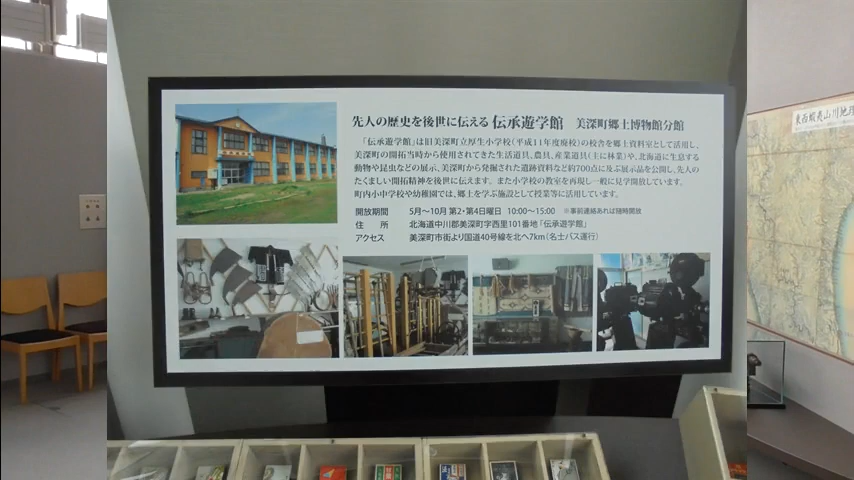 先人の歴史を後世に伝える 伝承遊学館 美深町郷土博物館分館
「伝承遊学館」は旧美深町立厚生小学校(平成11年度廃校)の校舎を郷土資料室として活用し、
美深町の開拓当時から使用されてきた生活道具、農具、産業道具(主に林業)や、北海道に生息する
動物や昆虫などの展示、美深町から発掘された遺跡資料など約700点に及ぶ展示品を公開し、先人の
たくましい開拓精神を後世に伝えます。また小学校の教室を再現し一般に見学開放しています。
町内小中学校や幼稚園では、郷土を学ぶ施設として授業等に活用しています。
開放期間 5月〜10月 第2・第4日曜日 10:00〜15:00 ※事前連絡あれば随時開放
住所 北海道中川郡美深町字西里101番地「伝承遊学館」
アクセス 美深町市街より国道40号線を北へ7km(名士バス運行)
東西蝦夷山川地理